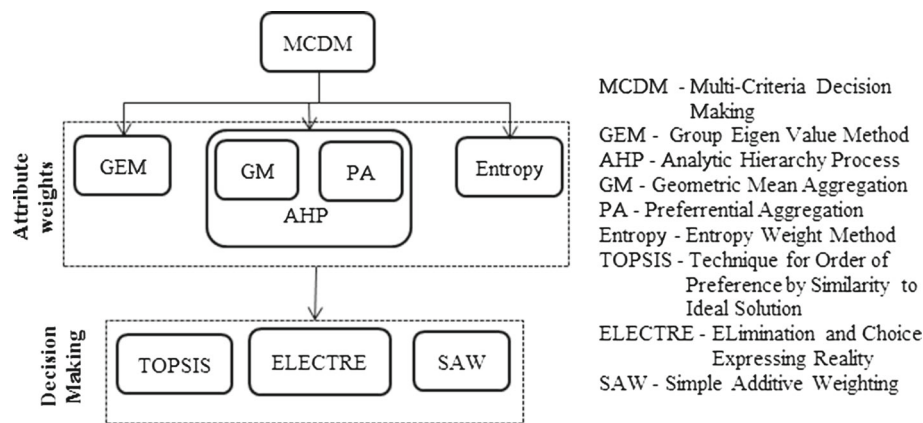 MCDM
Attribute
weights
GEM
GM
PA
AHP
Entropy
Decision
Making
TOPSIS
ELECTRE
SAW
MCDM - Multi-Criteria Decision
Making
GEM - Group Eigen Value Method
AHP - Analytic Hierarchy Process
GM - Geometric Mean Aggregation
PA - Preferrential Aggregation
Entropy - Entropy Weight Method
TOPSIS - Technique for Order of
Preference by Similarity to
Ideal Solution
ELECTRE - ELimination and Choice
Expressing Reality
SAW - Simple Additive Weighting